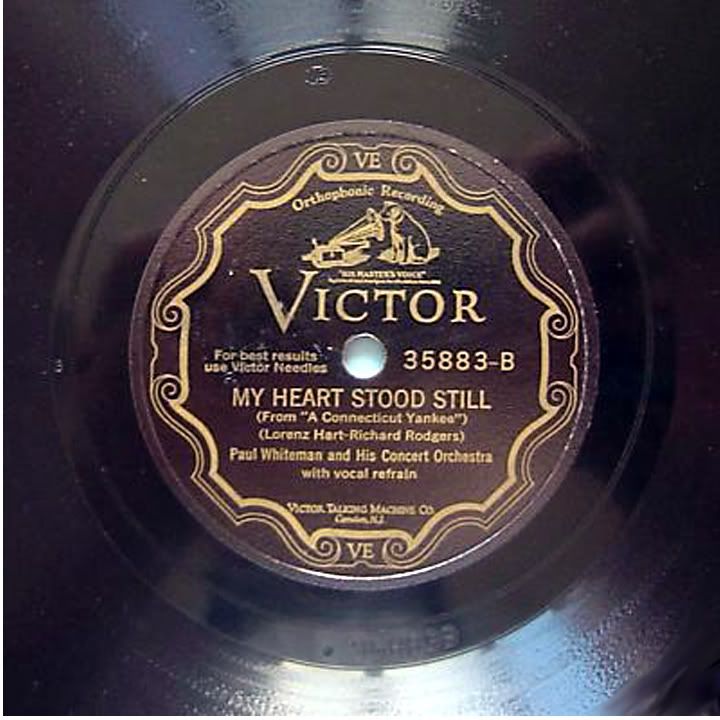 VE
Orthophonic Recording
"HIS MASTER'S VOICE"
VICTOR
For best results
use Victor Needles
35883-B
MY HEART STOOD STILL
(From "A Connecticut Yankee")
(Lorenz Hart-Richard Rodgers)
Paul Whiteman and His Concert Orchestra
with vocal refrain
VICTOR TALKING MACHINE CO.
Camden, N.J.
VE